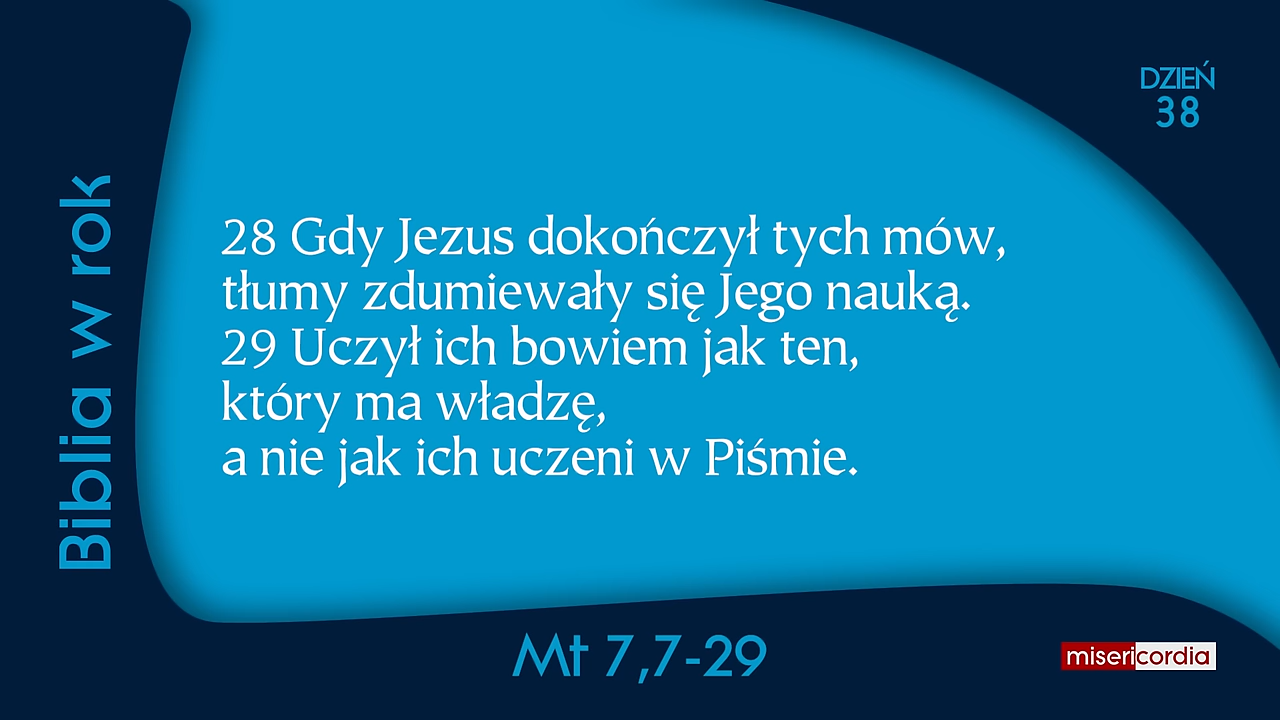 DZIEŃ
38
Biblia w rok
28 Gdy Jezus dokończył tych mów,
tłumy zdumiewały się Jego nauką.
29 Uczył ich bowiem jak ten,
który ma władzę,
a nie jak ich uczeni w Piśmie.
Mt 7,7-29
misericordia